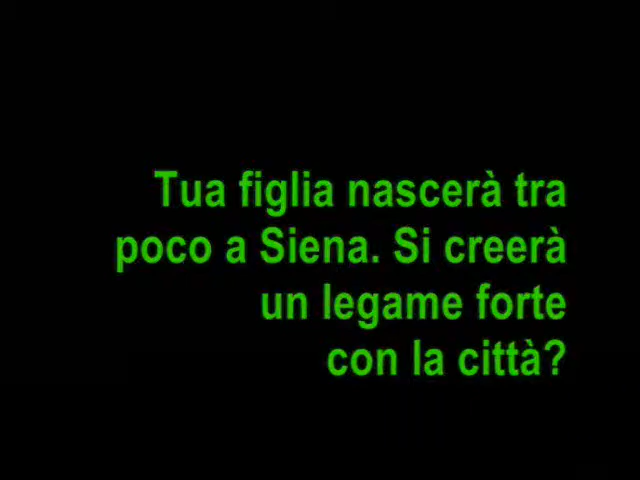 Tua figlia nascerà tra
poco a Siena. Si creerà
un legame forte
con la città?